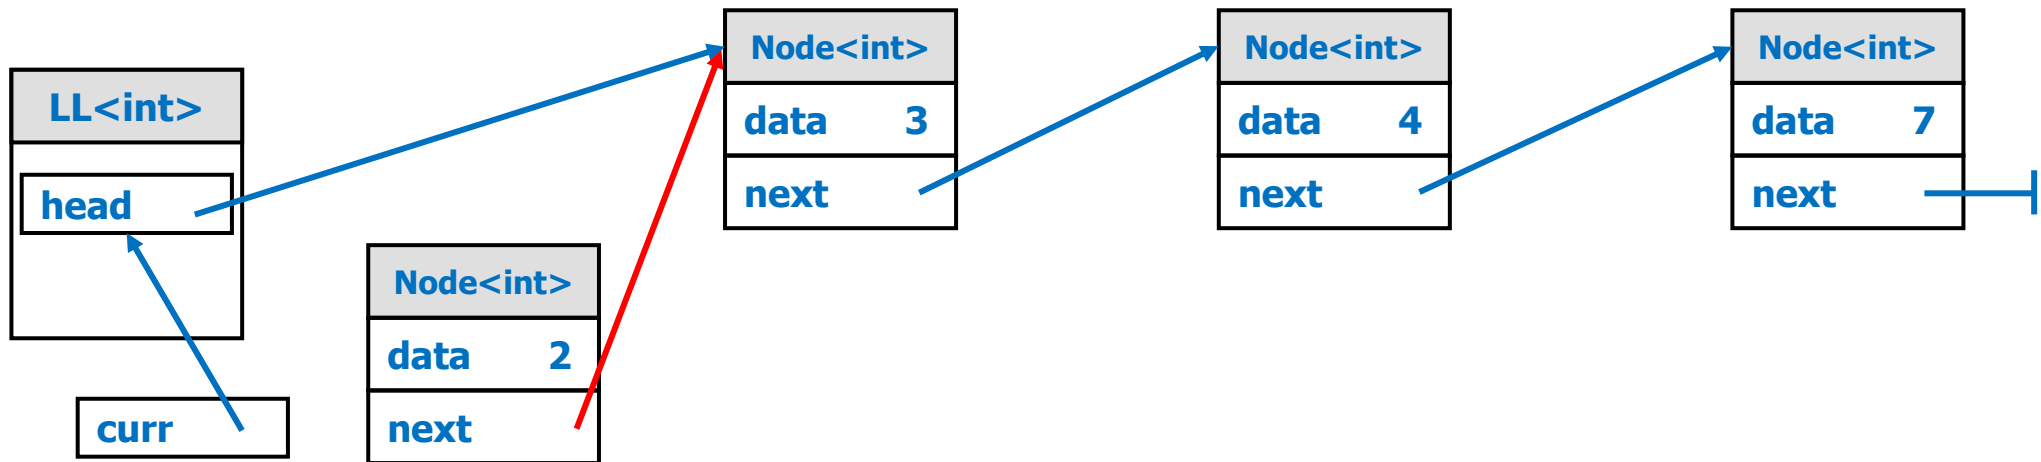 LL<int>
head
curr
Node<int>
data 2
next
Node<int>
data 3
next
Node<int>
data 4
next
Node<int>
data 7
next